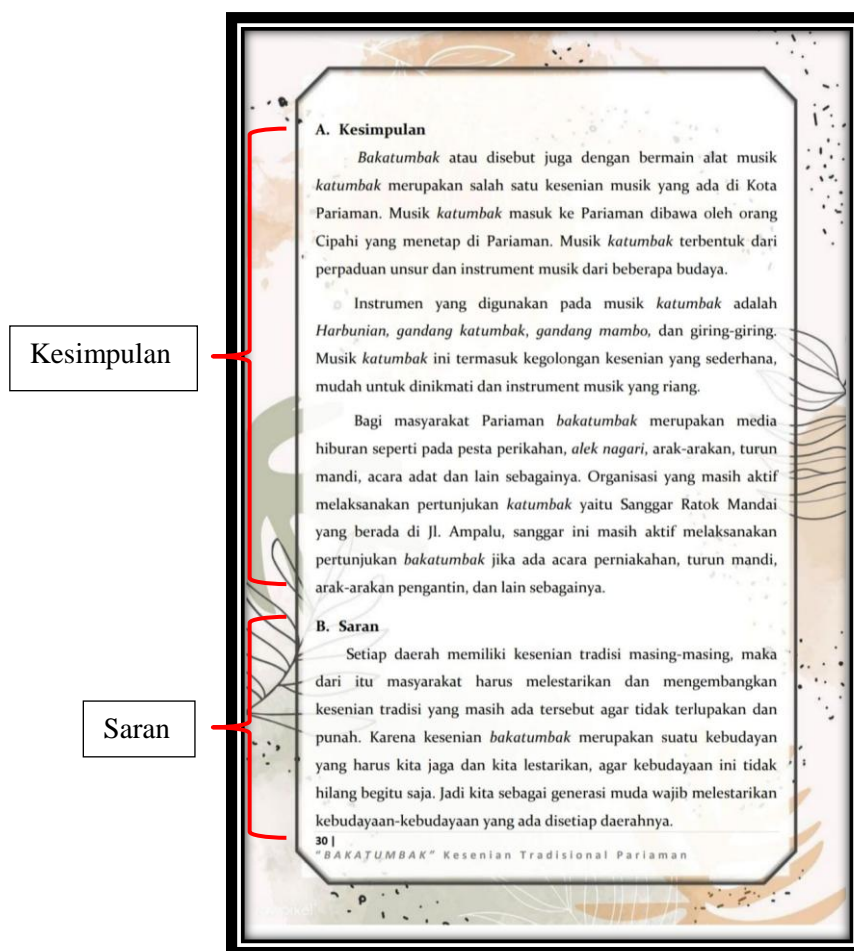 A. Kesimpulan
Bakatumbak atau disebut juga dengan bermain alat musik
katumbak merupakan salah satu kesenian musik yang ada di Kota
Pariaman. Musik katumbak masuk ke Pariaman dibawa oleh orang
Cipahi yang menetap di Pariaman. Musik katumbak terbentuk dari
perpaduan unsur dan instrument musik dari beberapa budaya.
Instrumen yang digunakan pada musik katumbak adalah
Harbunian, gandang katumbak, gandang mambo, dan giring-giring.
Musik katumbak ini termasuk kegolongan kesenian yang sederhana,
mudah untuk dinikmati dan instrument musik yang riang.
Bagi masyarakat Pariaman bakatumbak merupakan media
hiburan seperti pada pesta perikahan, alek nagari, arak-arakan, turun
mandi, acara adat dan lain sebagainya. Organisasi yang masih aktif
melaksanakan pertunjukan katumbak yaitu Sanggar Ratok Mandai
yang berada di Jl. Ampalu, sanggar ini masih aktif melaksanakan
pertunjukan bakatumbak jika ada acara perniakahan, turun mandi,
arak-arakan pengantin, dan lain sebagainya.
Kesimpulan
B. Saran
Setiap daerah memiliki kesenian tradisi masing-masing, maka
dari itu masyarakat harus melestarikan dan mengembangkan
kesenian tradisi yang masih ada tersebut agar tidak terlupakan dan
punah. Karena kesenian bakatumbak merupakan suatu kebudayan
yang harus kita jaga dan kita lestarikan, agar kebudayaan ini tidak
hilang begitu saja. Jadi kita sebagai generasi muda wajib melestarikan
kebudayaan-kebudayaan yang ada disetiap daerahnya.
Saran
30 |
"BAKATUMBAK" Kesenian Tradisional Pariaman